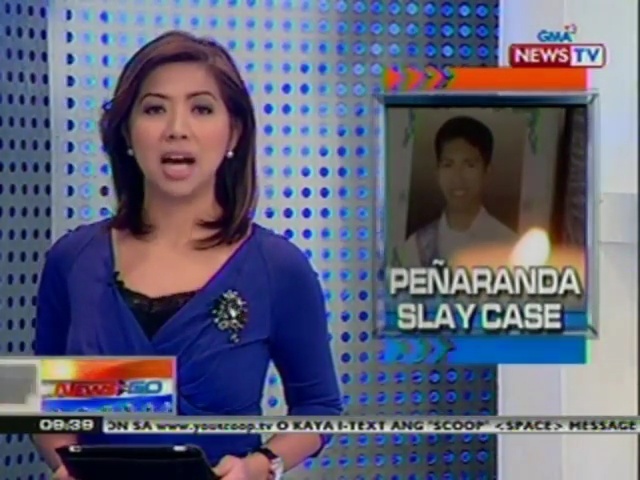 GMA
NEWS TV
PEÑARANDA
SLAY CASE
NEWS TO GO
09:39 ON SA www.youscoop.tv O KAYA I-TEXT ANG "SCOOP" <SPACE> MESSAGE